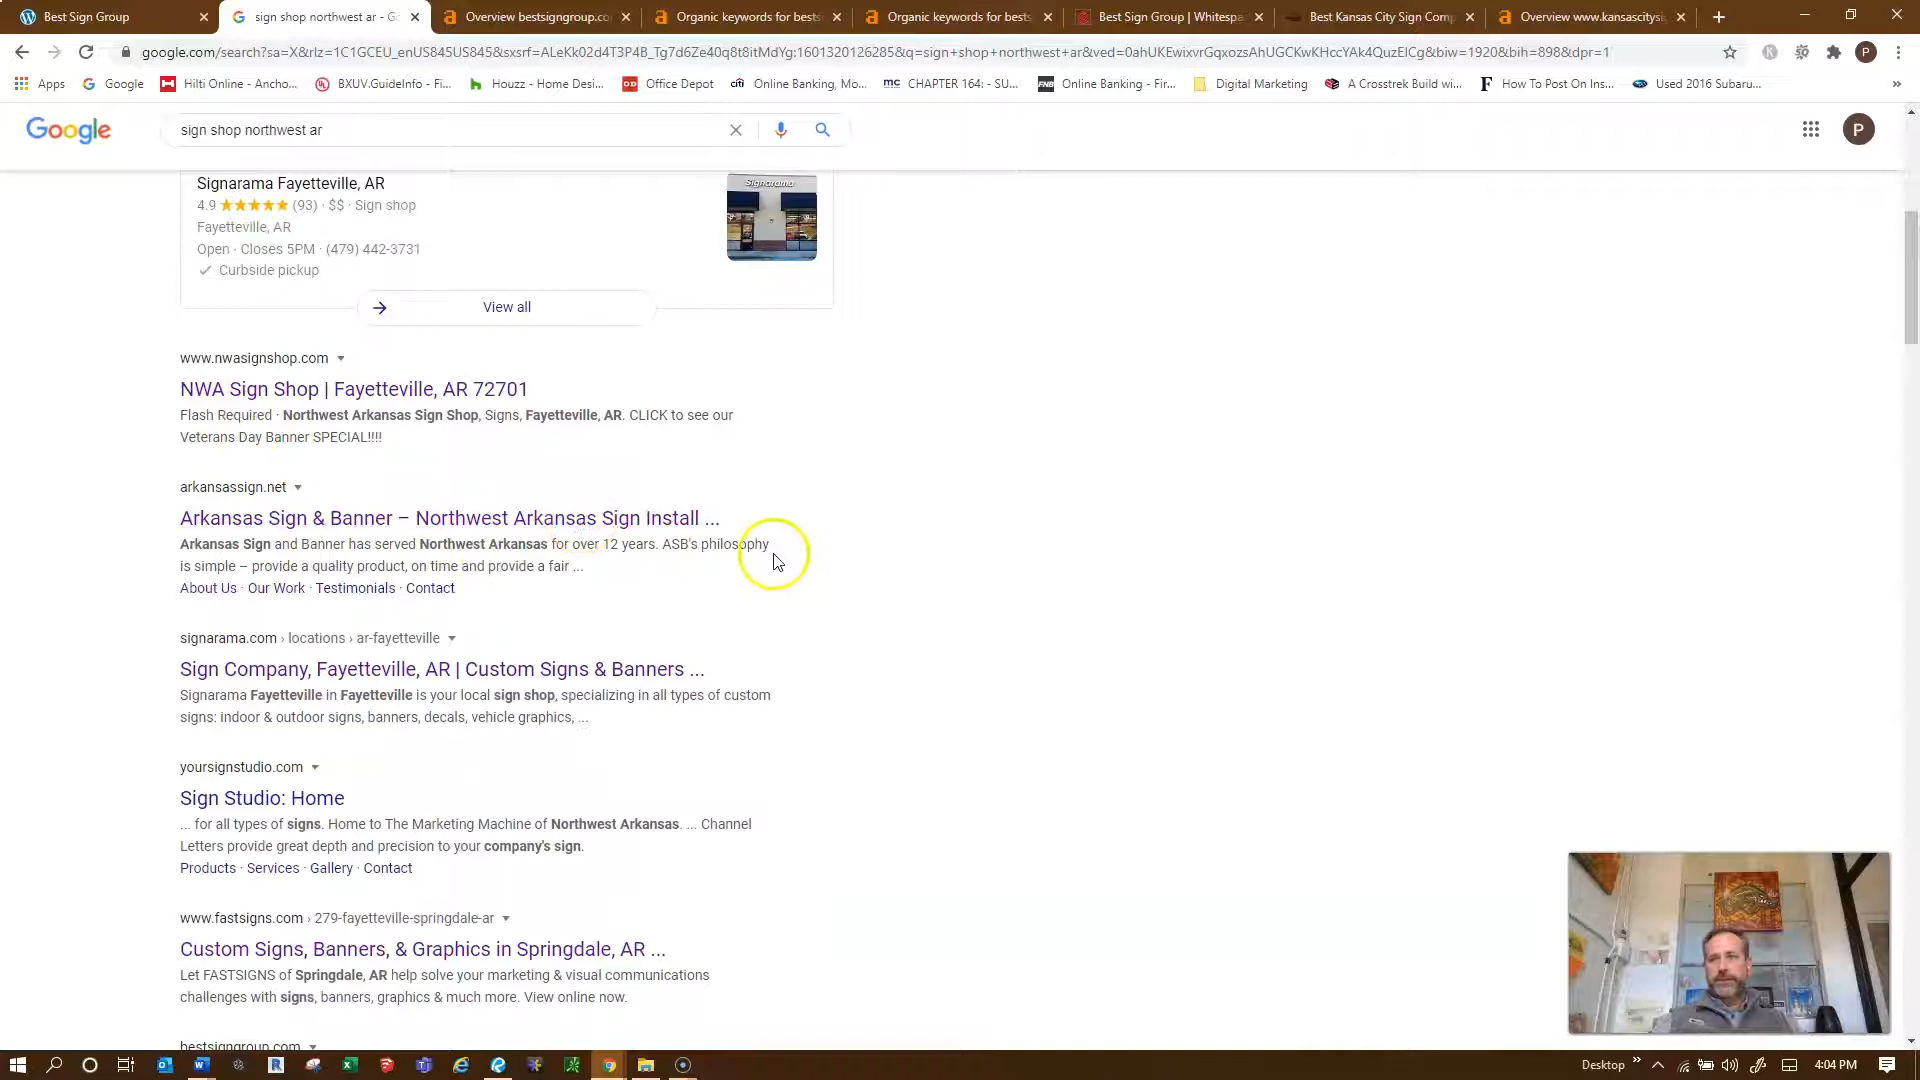 Best Sign Group
sign shop northwest ar - Go
Overview bestsigngroup.co
Organic keywords for bests
Organic keywords for bests
Best Sign Group | Whitespa
Best Kansas City Sign Comp
Overview www.kansascitysi
google.com/search?sa=X&rlz=1C1GCEU_enUS845US845&sxsrf=ALeKk02d4T3P4B_Tg7d6Ze40q8t8itMdYg:1601320126285&q=sign+shop+northwest+ar&ved=0ahUKEwixvrGqxozsAhUGCKwKHccYAk4QuzEICg&biw=1920&bih=898&dpr=1
P
Apps
Google
Hilti Online - Ancho...
BXUV.GuideInfo - Fi...
Houzz - Home Desi...
Office Depot
Online Banking, Mo...
CHAPTER 164: - SU...
Online Banking - Fir...
Digital Marketing
A Crosstrek Build wi...
How To Post On Ins...
Used 2016 Subaru...
Google
sign shop northwest ar
P
Signarama Fayetteville, AR
4.9 ★★★★★ (93) · $$ · Sign shop
Fayetteville, AR
Open · Closes 5PM · (479) 442-3731
✓ Curbside pickup
Signarama
→ View all
www.nwasignshop.com
NWA Sign Shop | Fayetteville, AR 72701
Flash Required · Northwest Arkansas Sign Shop, Signs, Fayetteville, AR. CLICK to see our
Veterans Day Banner SPECIAL!!!!
arkansassign.net
Arkansas Sign & Banner – Northwest Arkansas Sign Install ...
Arkansas Sign and Banner has served Northwest Arkansas for over 12 years. ASB's philosophy
is simple – provide a quality product, on time and provide a fair ...
About Us · Our Work · Testimonials · Contact
signarama.com › locations › ar-fayetteville
Sign Company, Fayetteville, AR | Custom Signs & Banners ...
Signarama Fayetteville in Fayetteville is your local sign shop, specializing in all types of custom
signs: indoor & outdoor signs, banners, decals, vehicle graphics, ...
yoursignstudio.com
Sign Studio: Home
... for all types of signs. Home to The Marketing Machine of Northwest Arkansas. ... Channel
Letters provide great depth and precision to your company's sign.
Products · Services · Gallery · Contact
www.fastsigns.com › 279-fayetteville-springdale-ar
Custom Signs, Banners, & Graphics in Springdale, AR ...
Let FASTSIGNS of Springdale, AR help solve your marketing & visual communications
challenges with signs, banners, graphics & much more. View online now.
bestsigngroup.com
Desktop
4:04 PM